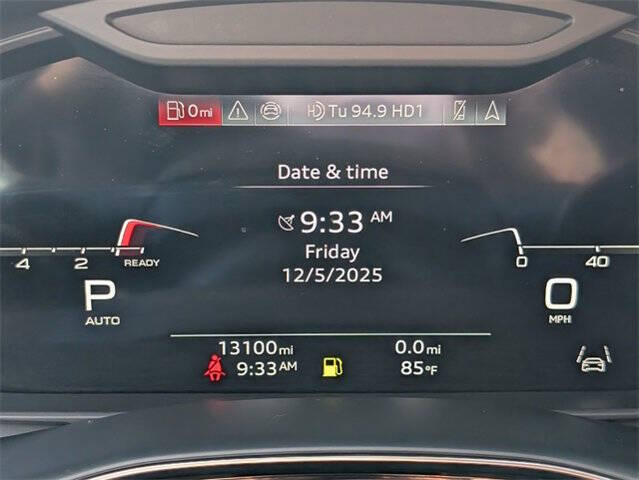 0mi Tu 94.9 HD1
Date & time
9:33 AM
Friday
12/5/2025
4 2 READY
0 40
P
AUTO
0
MPH
13100mi 0.0mi
9:33AM 85°F